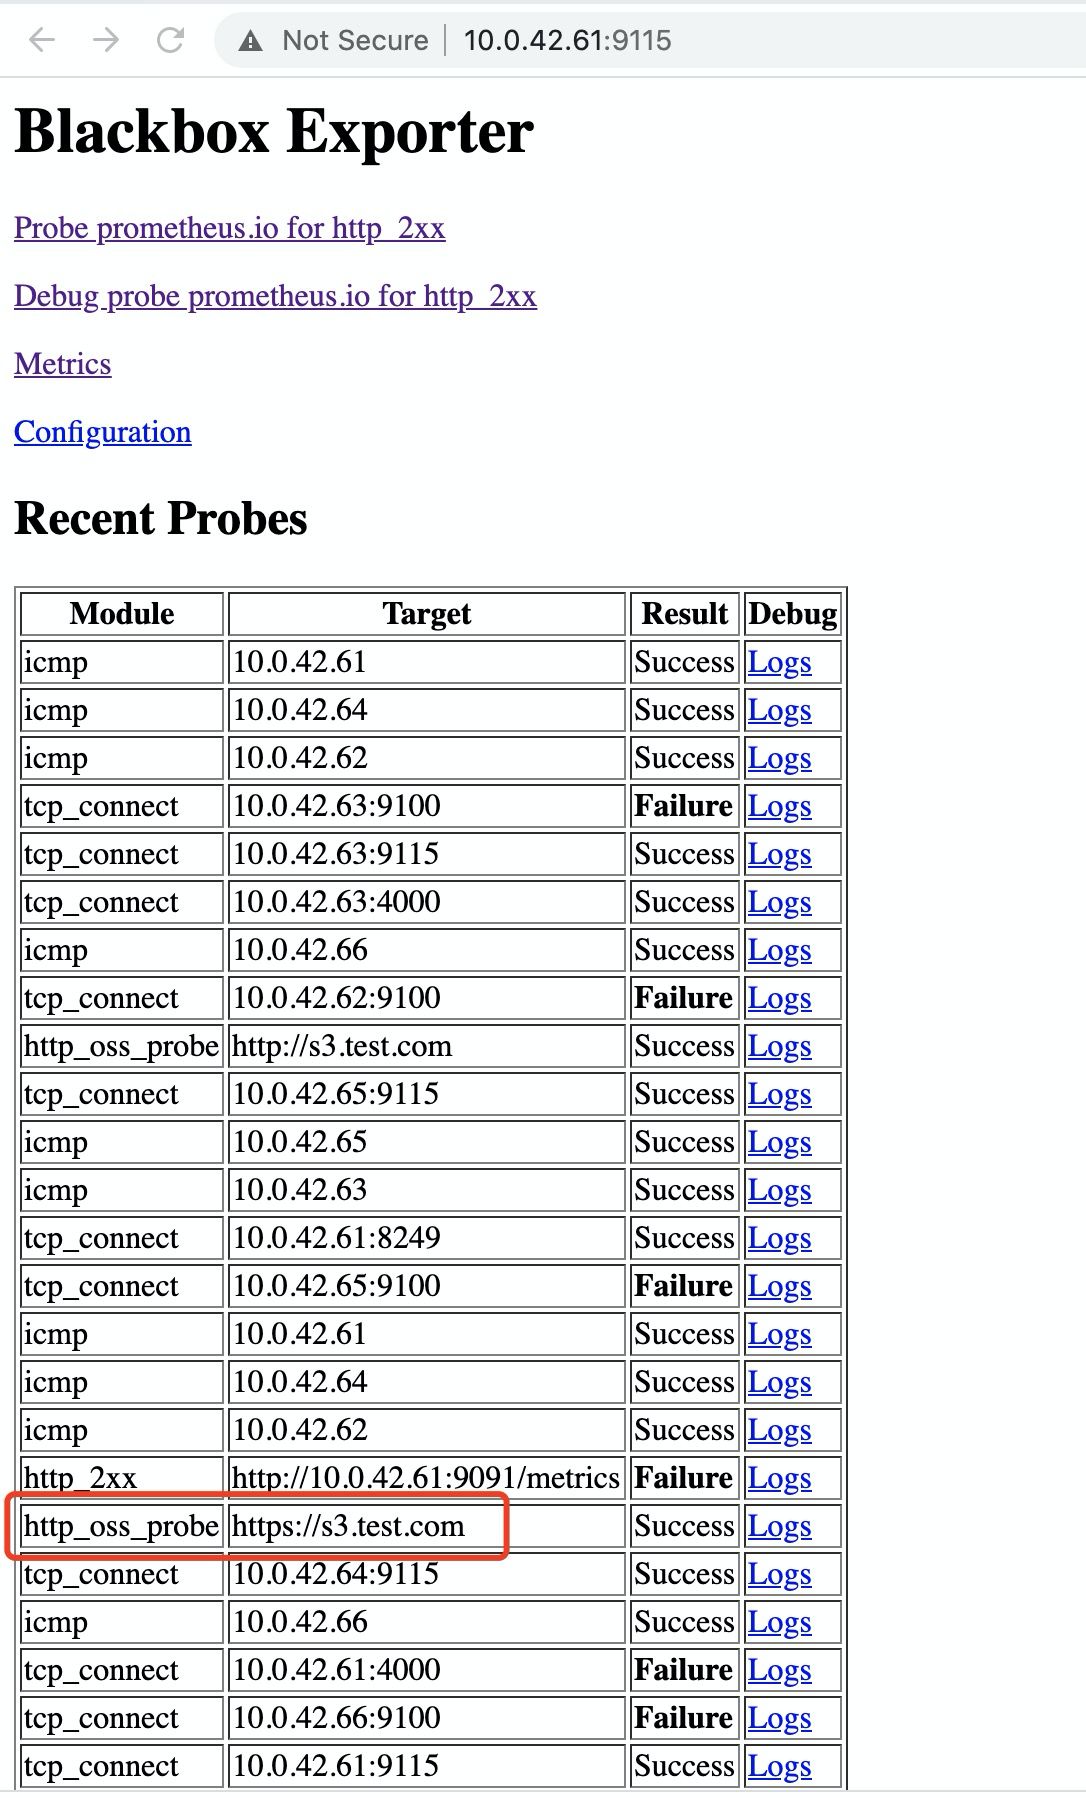 Not Secure 10.0.42.61:9115
Blackbox Exporter
Probe prometheus.io for http_2xx
Debug probe prometheus.io for http_2xx
Metrics
Configuration
Recent Probes
Module Target Result Debug
icmp 10.0.42.61 Success Logs
icmp 10.0.42.64 Success Logs
icmp 10.0.42.62 Success Logs
tcp_connect 10.0.42.63:9100 Failure Logs
tcp_connect 10.0.42.63:9115 Success Logs
tcp_connect 10.0.42.63:4000 Success Logs
icmp 10.0.42.66 Success Logs
tcp_connect 10.0.42.62:9100 Failure Logs
http_oss_probe http://s3.test.com Success Logs
tcp_connect 10.0.42.65:9115 Success Logs
icmp 10.0.42.65 Success Logs
icmp 10.0.42.63 Success Logs
tcp_connect 10.0.42.61:8249 Success Logs
tcp_connect 10.0.42.65:9100 Failure Logs
icmp 10.0.42.61 Success Logs
icmp 10.0.42.64 Success Logs
icmp 10.0.42.62 Success Logs
http_2xx http://10.0.42.61:9091/metrics Failure Logs
http_oss_probe https://s3.test.com Success Logs
tcp_connect 10.0.42.64:9115 Success Logs
icmp 10.0.42.66 Success Logs
tcp_connect 10.0.42.61:4000 Failure Logs
tcp_connect 10.0.42.66:9100 Failure Logs
tcp_connect 10.0.42.61:9115 Success Logs